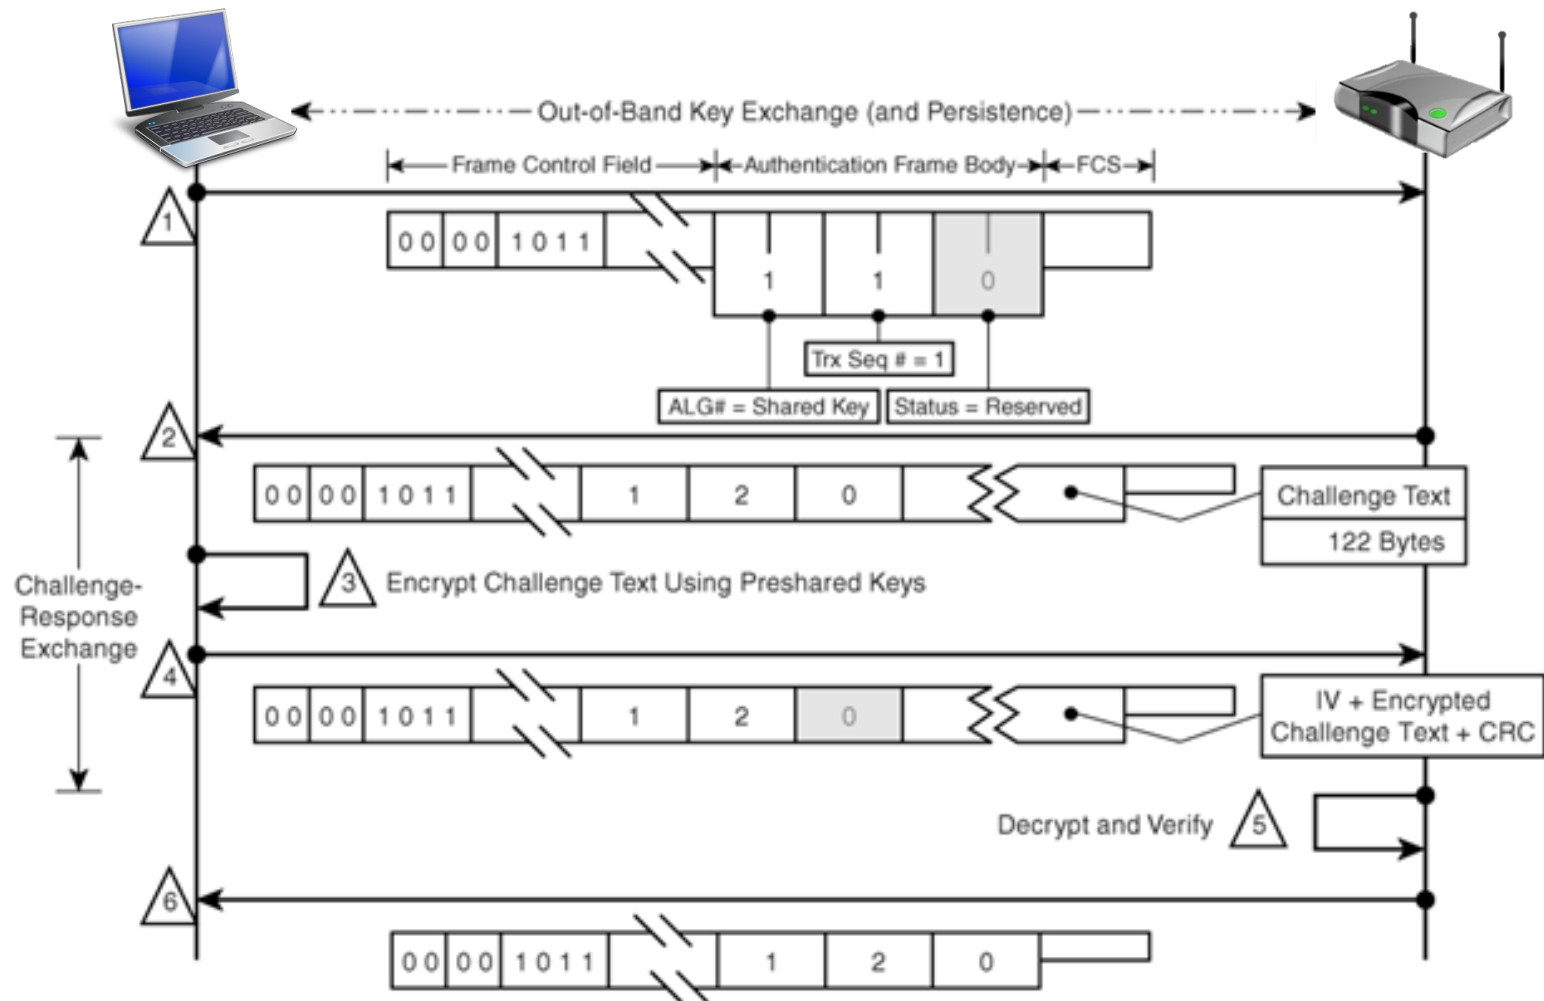 Out-of-Band Key Exchange (and Persistence)
Frame Control Field
Authentication Frame Body
FCS
1
0 0 0 0 1 0 1 1
1 1 0
Trx Seq # = 1
ALG# = Shared Key
Status = Reserved
2
0 0 0 0 1 0 1 1 1 2 0
Challenge Text
122 Bytes
Challenge-
Response
Exchange
3
Encrypt Challenge Text Using Preshared Keys
4
0 0 0 0 1 0 1 1 1 2 0
IV + Encrypted
Challenge Text + CRC
Decrypt and Verify
5
6
0 0 0 0 1 0 1 1 1 2 0